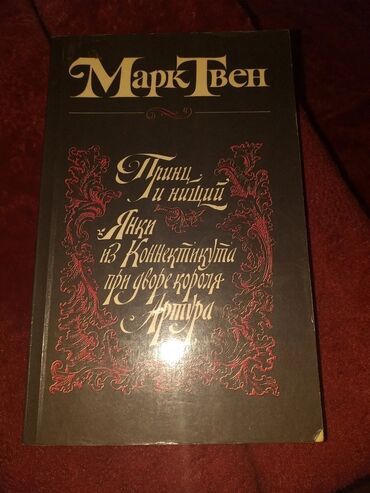 Марк Твен
Принц
и нищий
Янки
из Коннектикута
при дворе короля
Артура